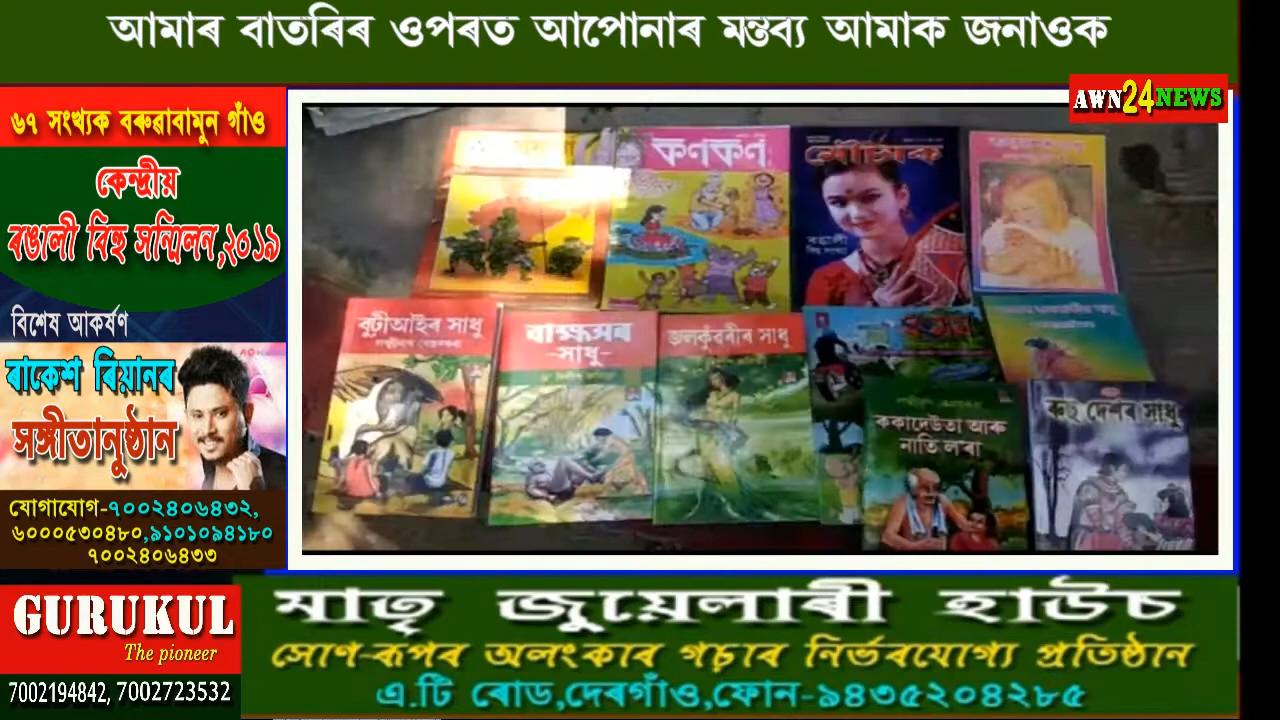 আমাৰ বাতৰিৰ ওপৰত আপোনাৰ মন্তব্য আমাক জনাওক
AWN24NEWS
৬৭ সংখ্যক বৰুৱাবামুন গাঁও
কেন্দ্ৰীয়
ৰঙালী বিহু সন্মিলন,২০১৯
বিশেষ আকৰ্ষণ
ৰাকেশ ৰিয়ানৰ
সঙ্গীতানুষ্ঠান
যোগাযোগ-৭০০২৪০৬৪৩২,
৬০০০৫৩০৪৮০,৯১০১০৯৪১৮০
৭০০২৪০৬৪৩৩
কণকণ
মৌচাক
ৰঙালী
বিহু সংখ্যা
বুঢ়ীআইৰ সাধু
ৰাক্ষসৰ
-সাধু-
জলকুঁৱৰীৰ সাধু
ককাদেউতা আৰু
নাতি ল'ৰা
ৰুছ দেশৰ সাধু
GURUKUL
The pioneer
7002194842, 7002723532
মাতৃ জুয়েলাৰী হাউচ
সোণ-ৰূপৰ অলংকাৰ গঢ়াৰ নিৰ্ভৰযোগ্য প্ৰতিষ্ঠান
এ.টি ৰোড,দেৰগাঁও,ফোন-৯৪৩৫২০৪২৮৫